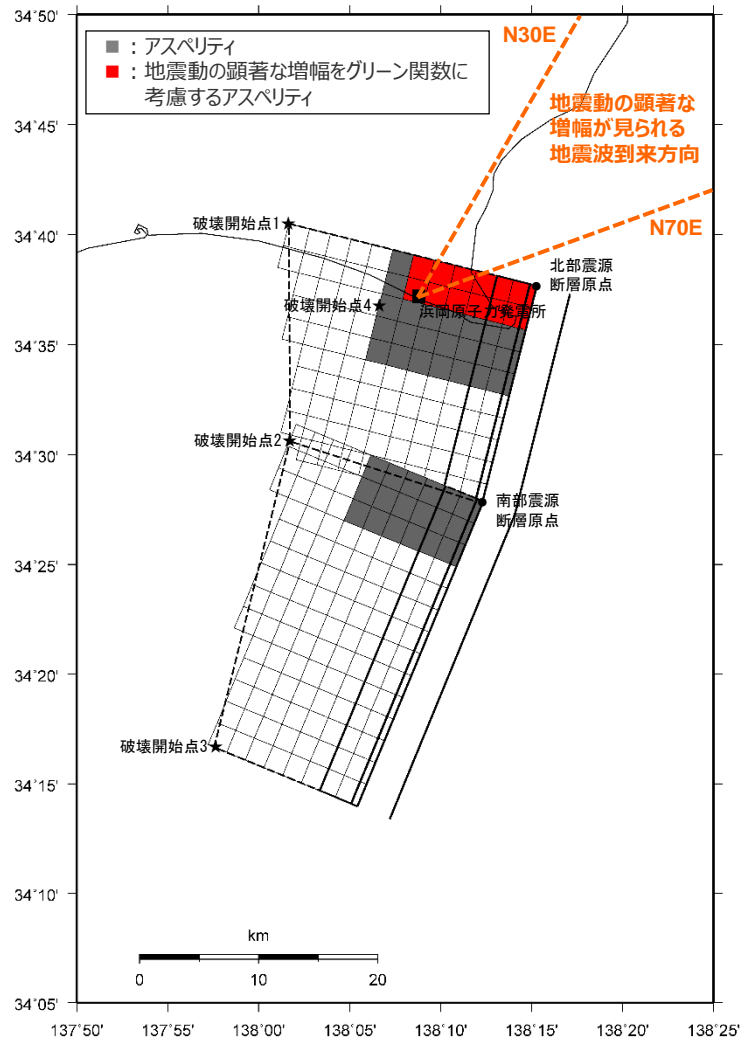 34°50'
34°45'
34°40'
34°35'
34°30'
34°25'
34°20'
34°15'
34°10'
34°05'
■ : アスペリティ
■ : 地震動の顕著な増幅をグリーン関数に
考慮するアスペリティ
N30E
地震動の顕著な
増幅が見られる
地震波到来方向
N70E
破壊開始点1
北部震源
断層原点
破壊開始点4
浜岡原子力発電所
破壊開始点2
南部震源
断層原点
破壊開始点3
km
0 10 20
137°50' 137°55' 138°00' 138°05' 138°10' 138°15' 138°20' 138°25'